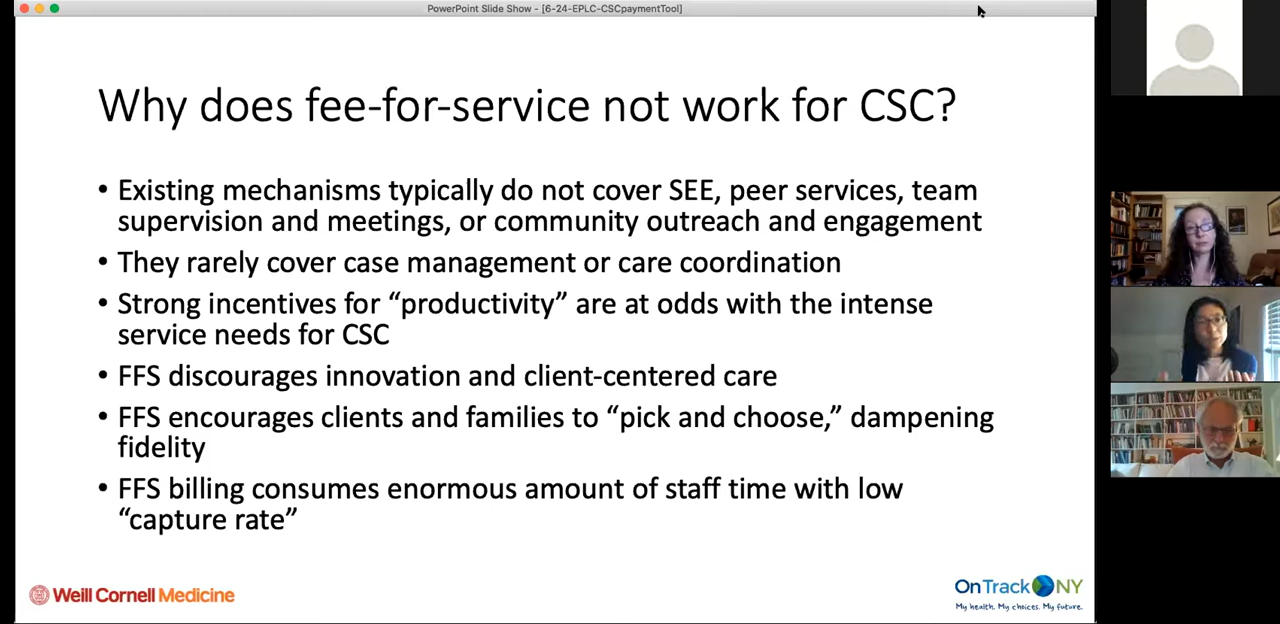 PowerPoint Slide Show - [6-24-EPLC-CSCpaymentTool]
Why does fee-for-service not work for CSC?
• Existing mechanisms typically do not cover SEE, peer services, team
supervision and meetings, or community outreach and engagement
• They rarely cover case management or care coordination
• Strong incentives for “productivity” are at odds with the intense
service needs for CSC
• FFS discourages innovation and client-centered care
• FFS encourages clients and families to “pick and choose,” dampening
fidelity
• FFS billing consumes enormous amount of staff time with low
“capture rate”
Weill Cornell Medicine
OnTrackNY
My health. My choices. My future.